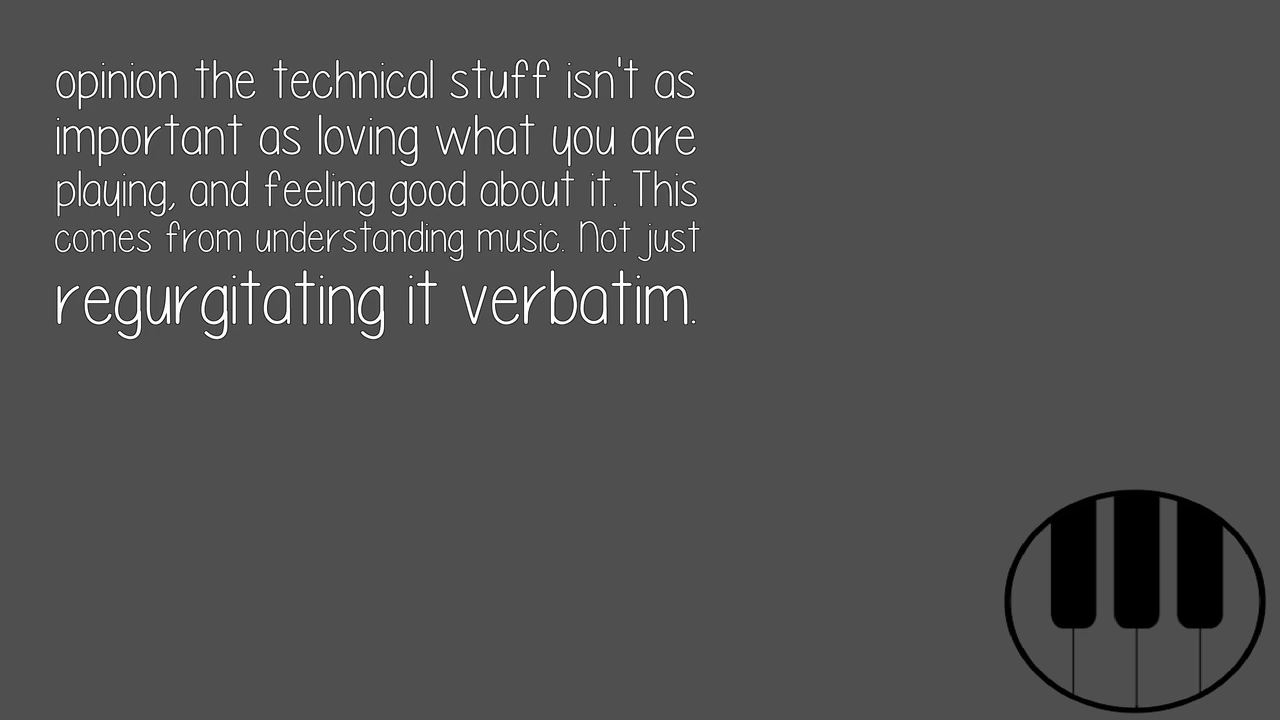 opinion the technical stuff isn't as
important as loving what you are
playing, and feeling good about it. This
comes from understanding music. Not just
regurgitating it verbatim.